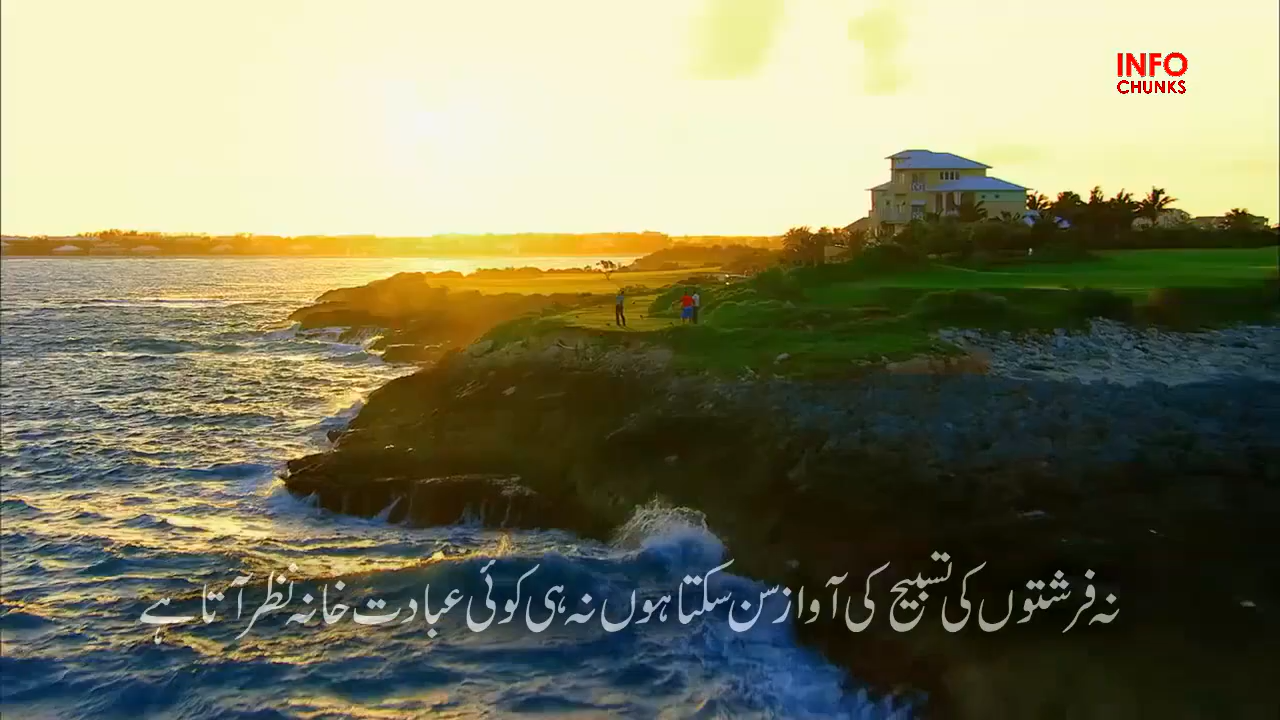 INFO
CHUNKS
نہ فرشتوں کی تسبیح کی آواز سن سکتا ہوں نہ ہی کوئی عبادت خانہ نظر آتا ہے